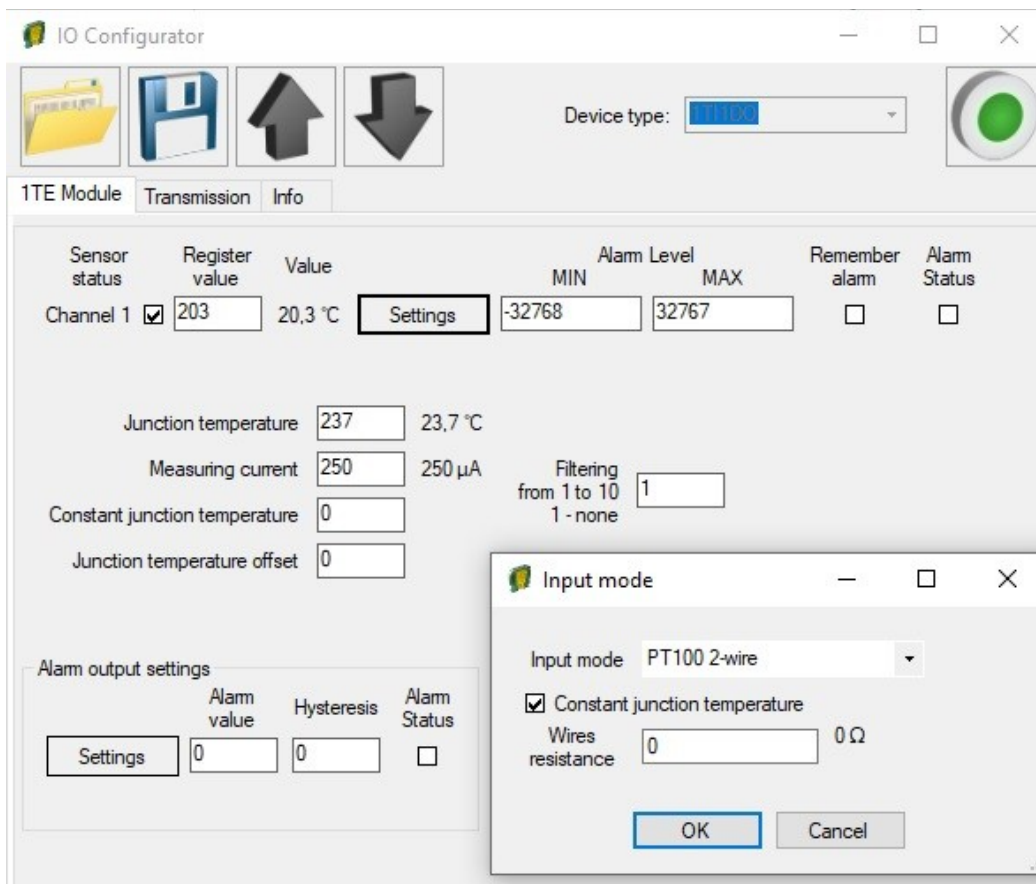 IO Configurator
Device type: 1TI1DO
1TE Module Transmission Info
Sensor status Register value Value Alarm Level MIN MAX Remember alarm Alarm Status
Channel 1 203 20,3 °C Settings -32768 32767
Junction temperature 237 23,7 °C
Measuring current 250 250 µA
Filtering
from 1 to 10 1
1 - none
Constant junction temperature 0
Junction temperature offset 0
Alarm output settings
Alarm value Hysteresis Alarm Status
Settings 0 0
Input mode
Input mode PT100 2-wire
Constant junction temperature
Wires resistance 0 0 Ω
OK Cancel